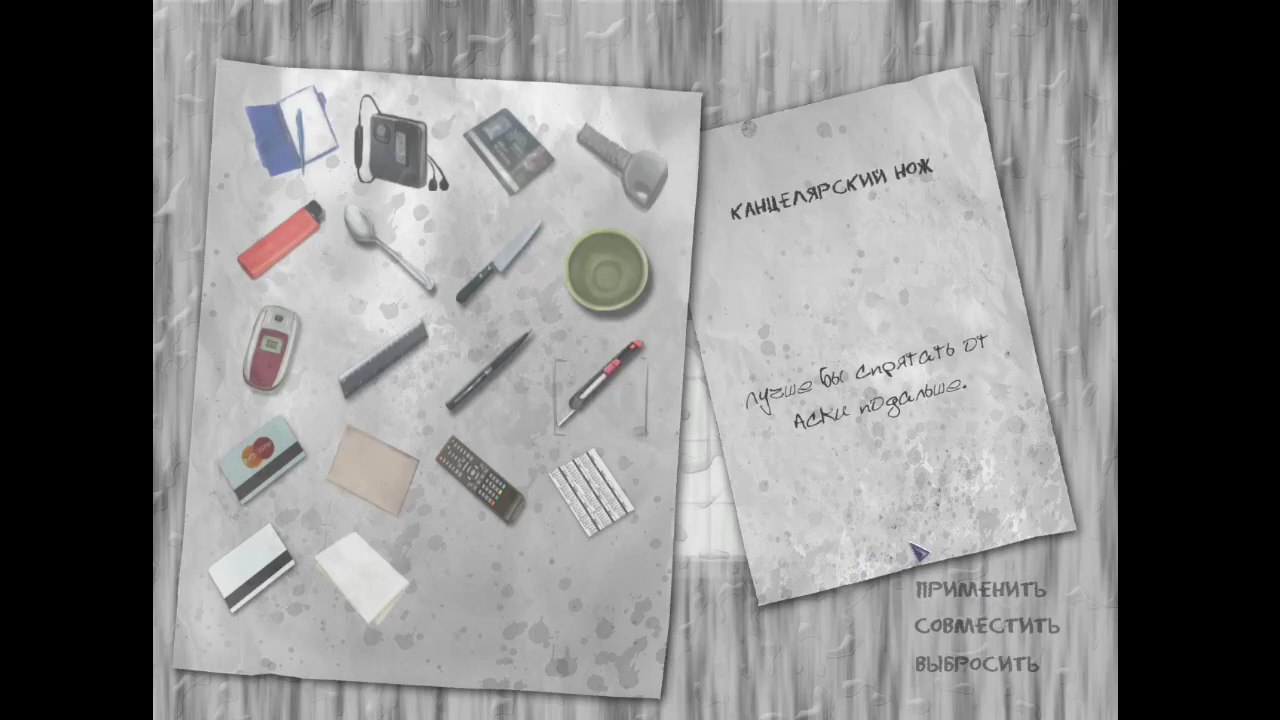 КАНЦЕЛЯРСКИЙ НОЖ
лучше бы спрятать от
Аски подальше.
ПРИМЕНИТЬ
СОВМЕСТИТЬ
ВЫБРОСИТЬ